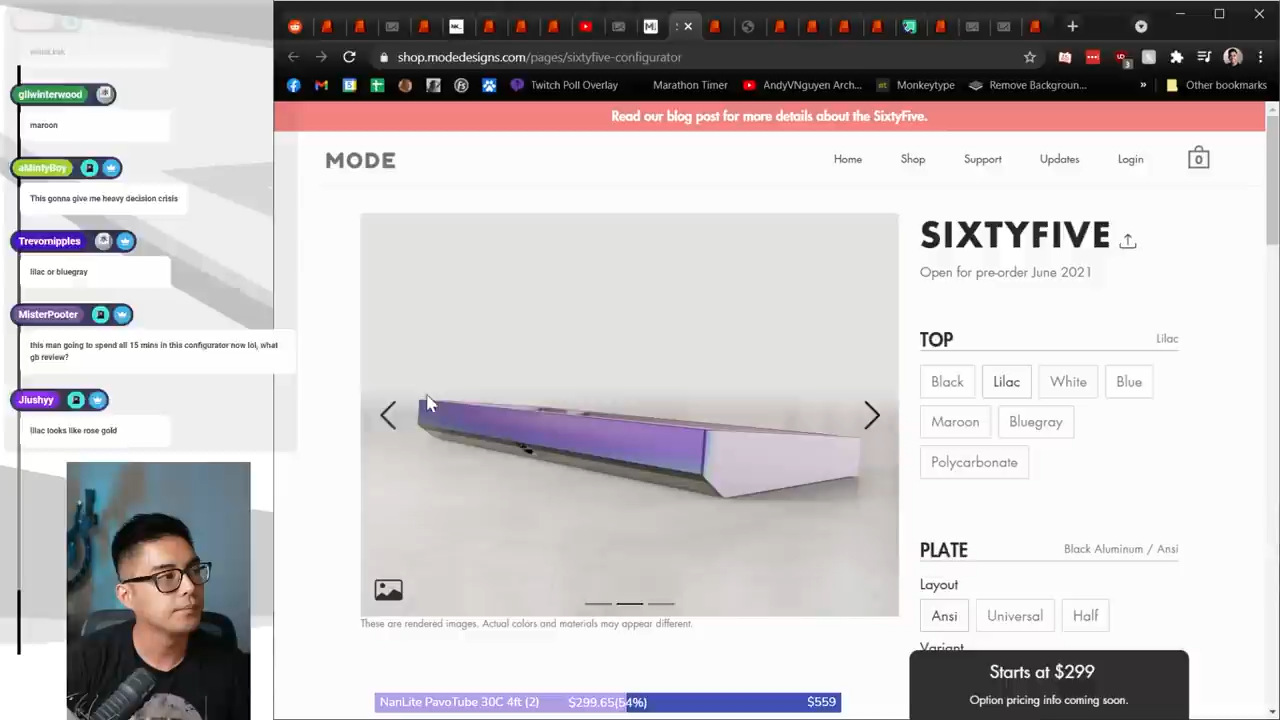 gllwinterwood
maroon
aMintyBoy
This gonna give me heavy decision crisis
Trevornipples
lilac or bluegray
MisterPooter
this man going to spend all 15 mins in this configurator now lol, what
gb review?
Jlushyy
lilac looks like rose gold
shop.modedesigns.com/pages/sixtyfive-configurator
Twitch Poll Overlay
Marathon Timer
AndyVNguyen Arch...
Monkeytype
Remove Backgroun...
»
Other bookmarks
Read our blog post for more details about the SixtyFive.
MODE
Home
Shop
Support
Updates
Login
0
SIXTYFIVE
Open for pre-order June 2021
TOP
Lilac
Black
Lilac
White
Blue
Maroon
Bluegray
Polycarbonate
PLATE
Black Aluminum / Ansi
Layout
Ansi
Universal
Half
Variant
Starts at $299
Option pricing info coming soon.
These are rendered images. Actual colors and materials may appear different.
NanLite PavoTube 30C 4ft (2)
$299.65(54%)
$559